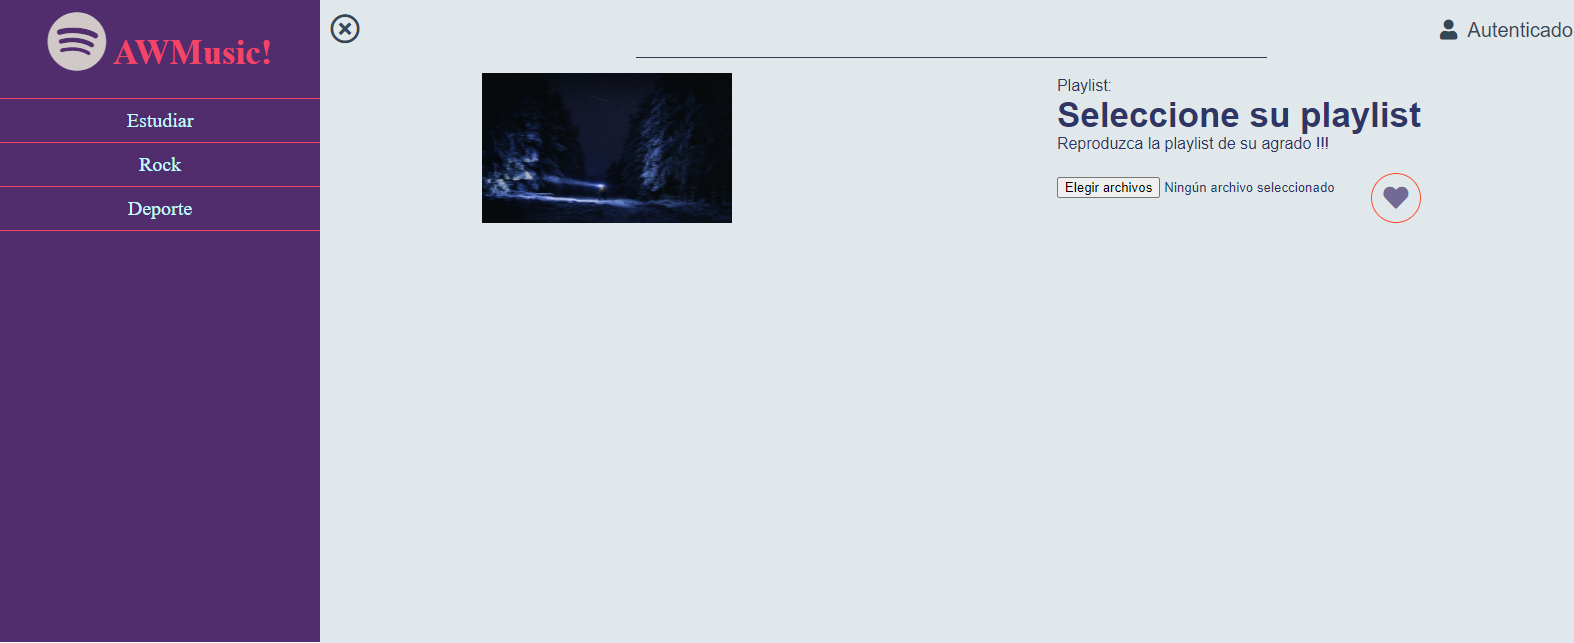 AWMusic!
Estudiar
Rock
Deporte
Autenticado
Playlist:
Seleccione su playlist
Reproduzca la playlist de su agrado !!!
Elegir archivos Ningún archivo seleccionado